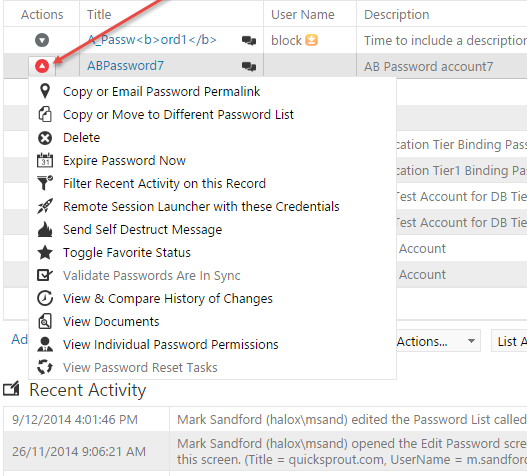 Actions Title User Name Description
A_Passw<b>ord1</b> block Time to include a description
ABPassword7 AB Password account7
Copy or Email Password Permalink
Copy or Move to Different Password List
Delete
Expire Password Now
cation Tier Binding Pas
Filter Recent Activity on this Record
cation Tier1 Binding Pa
Remote Session Launcher with these Credentials
Test Account for DB Tie
Send Self Destruct Message
Test Account for DB Tie
Toggle Favorite Status
Account
Validate Passwords Are In Sync
Account
View & Compare History of Changes
View Documents
View Individual Password Permissions
Ad Actions... List A
View Password Reset Tasks
Recent Activity
9/12/2014 4:01:46 PM Mark Sandford (halox\msand) edited the Password List called
26/11/2014 9:06:21 AM Mark Sandford (halox\msand) opened the Edit Password scre
this screen. (Title = quicksprout.com, UserName = m.sandfor